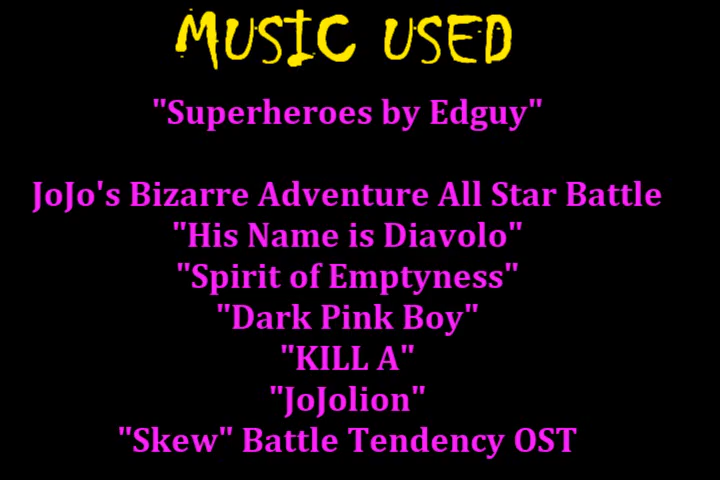 MUSIC USED
"Superheroes by Edguy"
JoJo's Bizarre Adventure All Star Battle
"His Name is Diavolo"
"Spirit of Emptyness"
"Dark Pink Boy"
"KILL A"
"JoJolion"
"Skew" Battle Tendency OST